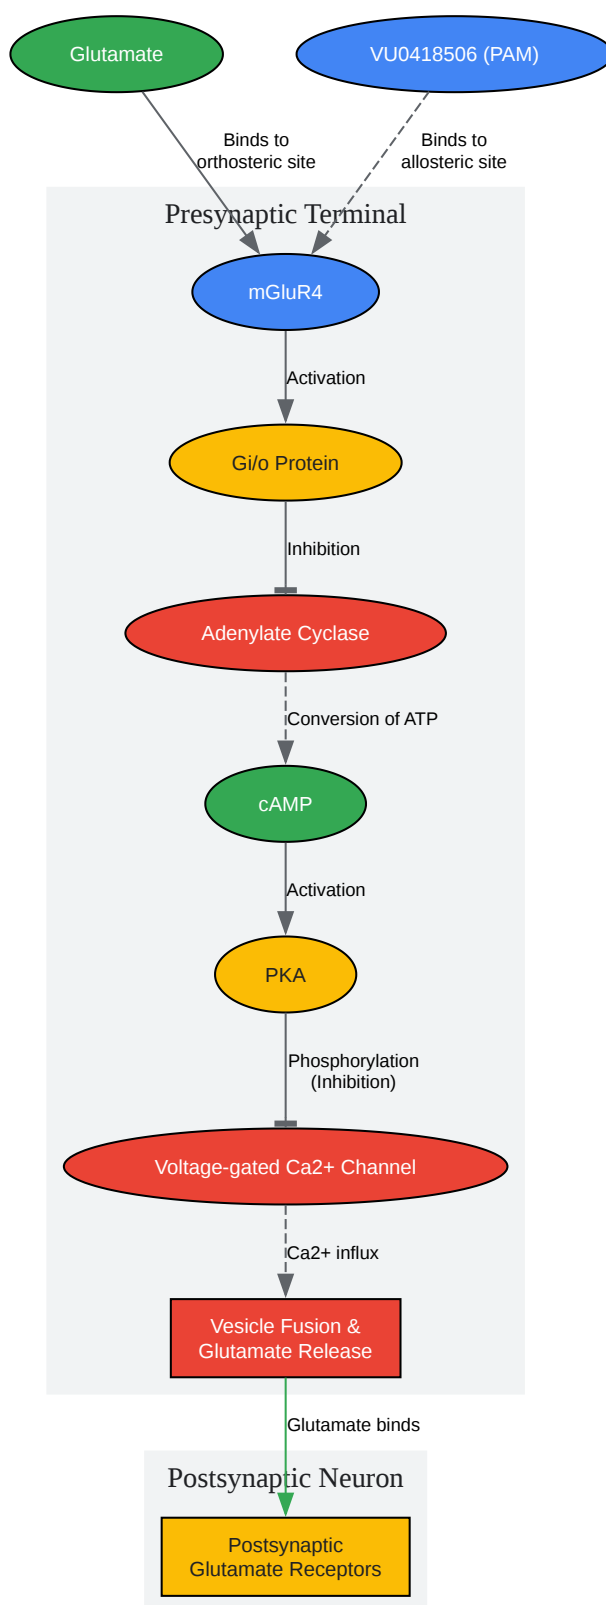 Glutamate
VU0418506 (PAM)
Binds to
orthosteric site
Binds to
allosteric site
Presynaptic Terminal
mGluR4
Activation
Gi/o Protein
Inhibition
Adenylate Cyclase
Conversion of ATP
cAMP
Activation
PKA
Phosphorylation
(Inhibition)
Voltage-gated Ca2+ Channel
Ca2+ influx
Vesicle Fusion &
Glutamate Release
Glutamate binds
Postsynaptic Neuron
Postsynaptic
Glutamate Receptors